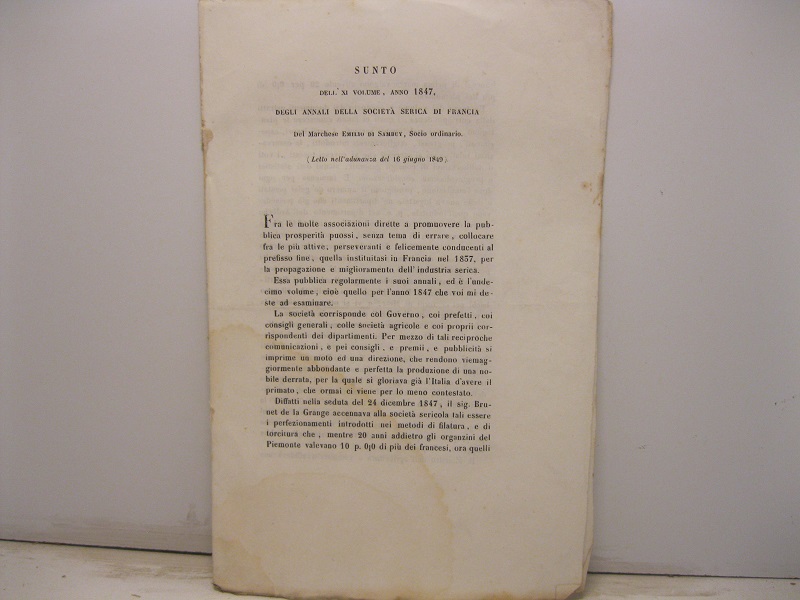 SUNTO
DELL' XI VOLUME, ANNO 1847,
DEGLI ANNALI DELLA SOCIETÀ SERICA DI FRANCIA
Del Marchese EMILIO DI SAMBUY, Socio ordinario.
(Letto nell'adunanza del 16 giugno 1849)
Fra le molte associazioni dirette a promuovere la pub-
blica prosperità puossi, senza tema di errare, collocare
fra le più attive, perseveranti e felicemente conducenti al
prefisso fine, quella instituitasi in Francia nel 1837, per
la propagazione e miglioramento dell'industria serica.
Essa pubblica regolarmente i suoi annali, ed è l'unde-
cimo volume, cioè quello per l'anno 1847 che voi mi de-
ste ad esaminare.
La società corrisponde col Governo, coi prefetti, coi
consigli generali, colle società agricole e coi proprii cor-
rispondenti dei dipartimenti. Per mezzo di tali reciproche
comunicazioni, e pei consigli, e premii, e pubblicità si
imprime un moto ed una direzione, che rendono viemag-
giormente abbondante e perfetta la produzione di una no-
bile derrata, per la quale si gloriava già l'Italia d'avere il
primato, che ormai ci viene per lo meno contestato.
Diffatti nella seduta del 24 dicembre 1847, il sig. Bru-
net de la Grange accennava alla società sericola tali essere
i perfezionamenti introdotti nei metodi di filatura, e di
torcitura che, mentre 20 anni addietro gli organzini del
Piemonte valevano 10 p. 0|0 di più dei francesi, ora quelli